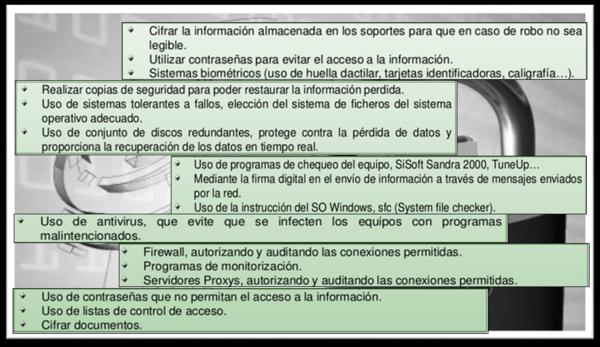 Cifrar la información almacenada en los soportes para que en caso de robo no sea
legible.
Utilizar contraseñas para evitar el acceso a la información.
Sistemas biométricos (uso de huella dactilar, tarjetas identificadoras, caligrafía…).
Realizar copias de seguridad para poder restaurar la información perdida.
Uso de sistemas tolerantes a fallos, elección del sistema de ficheros del sistema
operativo adecuado.
Uso de conjunto de discos redundantes, protege contra la pérdida de datos y
proporciona la recuperación de los datos en tiempo real.
Uso de programas de chequeo del equipo, SiSoft Sandra 2000, TuneUp…
Mediante la firma digital en el envío de información a través de mensajes enviados
por la red.
Uso de la instrucción del SO Windows, sfc (System file checker).
Uso de antivirus, que evite que se infecten los equipos con programas
malintencionados.
Firewall, autorizando y auditando las conexiones permitidas.
Programas de monitorización.
Servidores Proxys, autorizando y auditando las conexiones permitidas.
Uso de contraseñas que no permitan el acceso a la información.
Uso de listas de control de acceso.
Cifrar documentos.